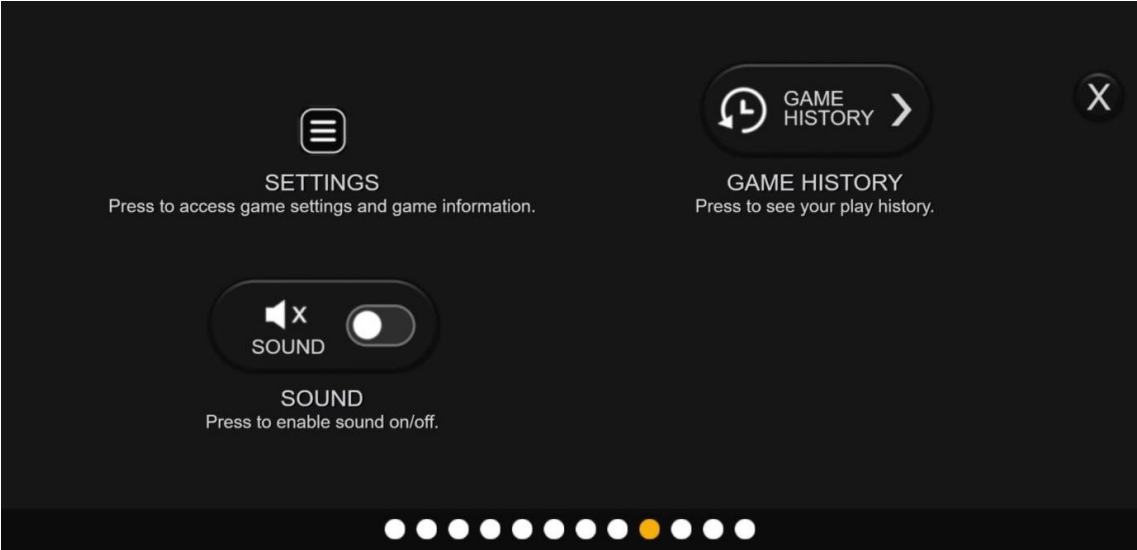 GAME
HISTORY
X
SETTINGS
Press to access game settings and game information.
GAME HISTORY
Press to see your play history.
X
SOUND
SOUND
Press to enable sound on/off.